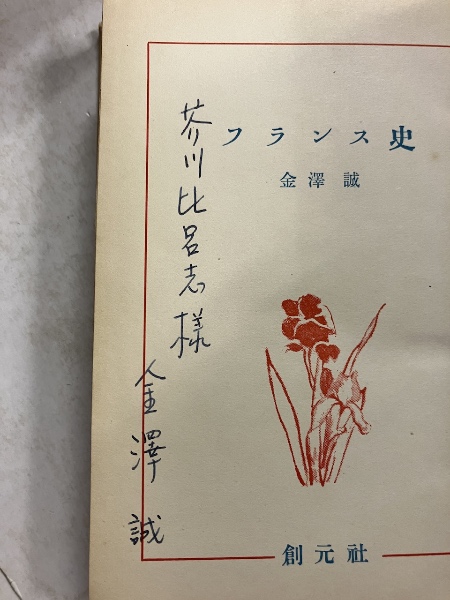 フランス史
金澤 誠
芥川比呂志様
金澤 誠
創元社